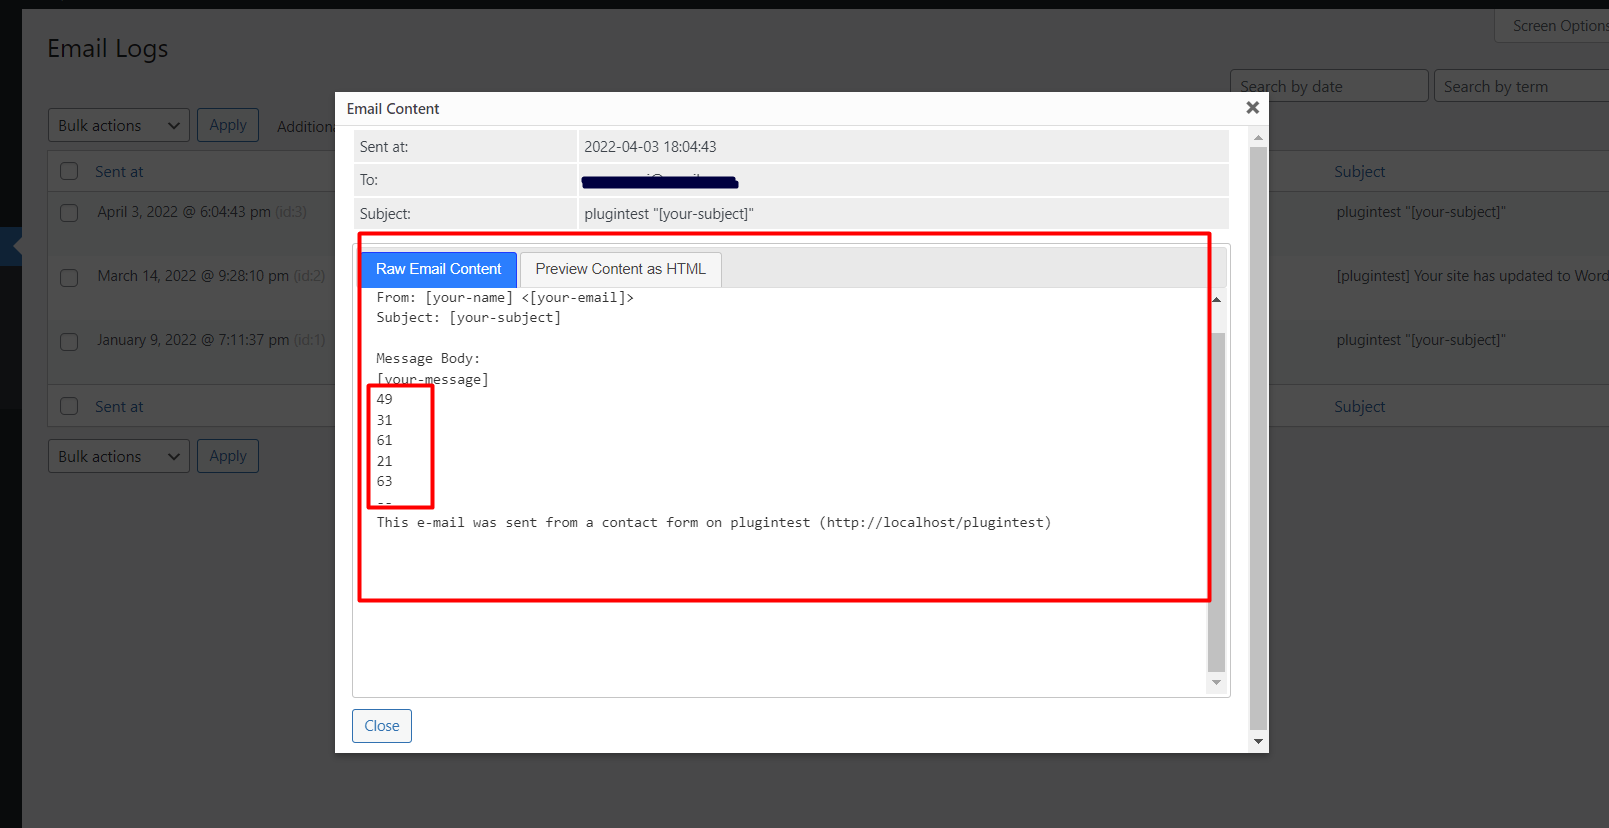 Screen Options
Email Logs
Search by date
Search by term
Bulk actions
Apply
Sent at
Subject
April 3, 2022 @ 6:04:43 pm (id:3)
plugintest "[your-subject]"
March 14, 2022 @ 9:28:10 pm (id:2)
[plugintest] Your site has updated to
January 9, 2022 @ 7:11:37 pm (id:1)
plugintest "[your-subject]"
Sent at
Subject
Bulk actions
Apply
Email Content
Sent at:
2022-04-03 18:04:43
To:
Subject:
plugintest "[your-subject]"
Raw Email Content
Preview Content as HTML
From: [your-name] <[your-email]>
Subject: [your-subject]
Message Body:
[your-message]
49
31
61
21
63
--
This e-mail was sent from a contact form on plugintest (http://localhost/plugintest)
Close